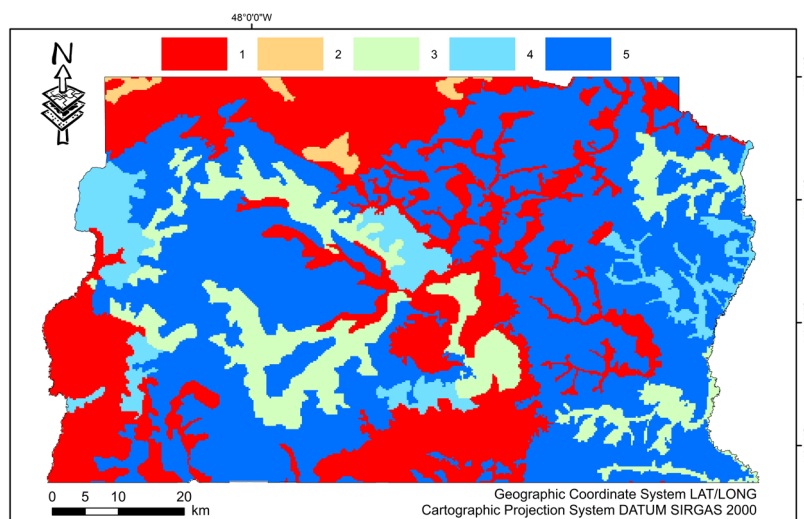 48°0'0"W
1 2 3 4 5
N
0 5 10 20
km
Geographic Coordinate System LAT/LONG
Cartographic Projection System DATUM SIRGAS 2000